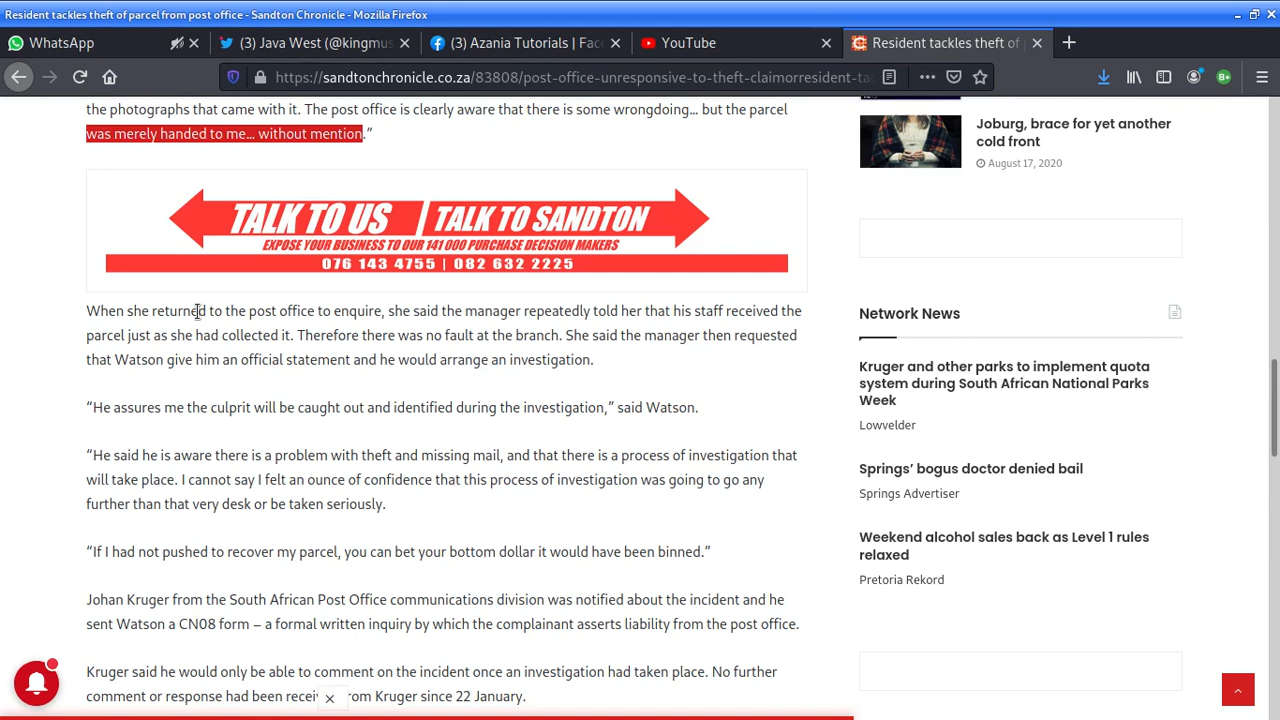 Resident tackles theft of parcel from post office - Sandton Chronicle - Mozilla Firefox
WhatsApp
(3) Java West (@kingmus
(3) Azania Tutorials | Fac
YouTube
Resident tackles theft of
https://sandtonchronicle.co.za/83808/post-office-unresponsive-to-theft-claimorresident-ta
the photographs that came with it. The post office is clearly aware that there is some wrongdoing… but the parcel
was merely handed to me… without mention.”
TALK TO US | TALK TO SANDTON
EXPOSE YOUR BUSINESS TO OUR 141 000 PURCHASE DECISION MAKERS
076 143 4755 | 082 632 2225
When she returned to the post office to enquire, she said the manager repeatedly told her that his staff received the
parcel just as she had collected it. Therefore there was no fault at the branch. She said the manager then requested
that Watson give him an official statement and he would arrange an investigation.
“He assures me the culprit will be caught out and identified during the investigation,” said Watson.
“He said he is aware there is a problem with theft and missing mail, and that there is a process of investigation that
will take place. I cannot say I felt an ounce of confidence that this process of investigation was going to go any
further than that very desk or be taken seriously.
“If I had not pushed to recover my parcel, you can bet your bottom dollar it would have been binned.”
Johan Kruger from the South African Post Office communications division was notified about the incident and he
sent Watson a CN08 form – a formal written inquiry by which the complainant asserts liability from the post office.
Kruger said he would only be able to comment on the incident once an investigation had taken place. No further
comment or response had been recei from Kruger since 22 January.
Joburg, brace for yet another
cold front
August 17, 2020
Network News
Kruger and other parks to implement quota
system during South African National Parks
Week
Lowvelder
Springs’ bogus doctor denied bail
Springs Advertiser
Weekend alcohol sales back as Level 1 rules
relaxed
Pretoria Rekord